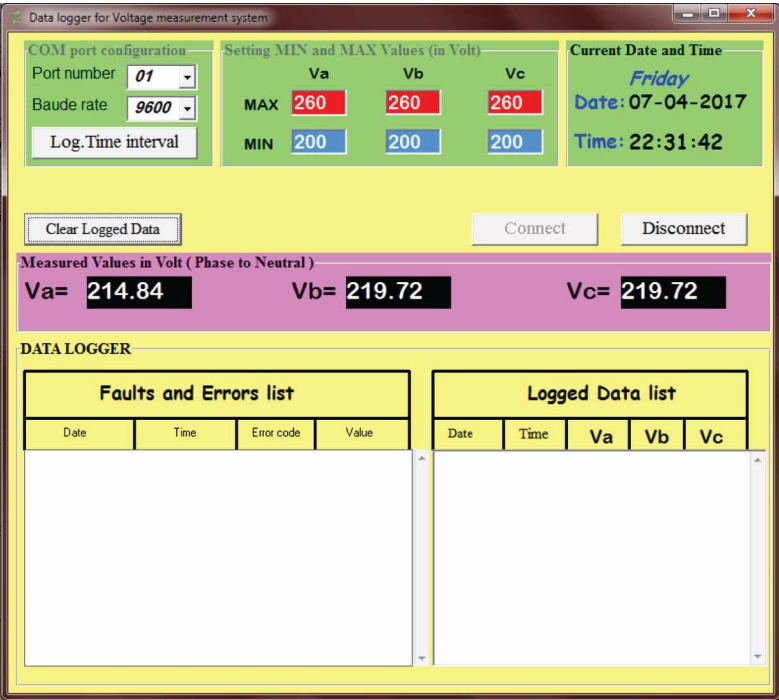 Data logger for Voltage measurement system
COM port configuration
Port number 01
Baude rate 9600
Log.Time interval
Setting MIN and MAX Values (in Volt)
Va Vb Vc
MAX 260 260 260
MIN 200 200 200
Current Date and Time
Friday
Date: 07-04-2017
Time: 22:31:42
Clear Logged Data
Connect
Disconnect
Measured Values in Volt ( Phase to Neutral )
Va= 214.84 Vb= 219.72 Vc= 219.72
DATA LOGGER
Faults and Errors list
Date Time Error code Value
Logged Data list
Date Time Va Vb Vc